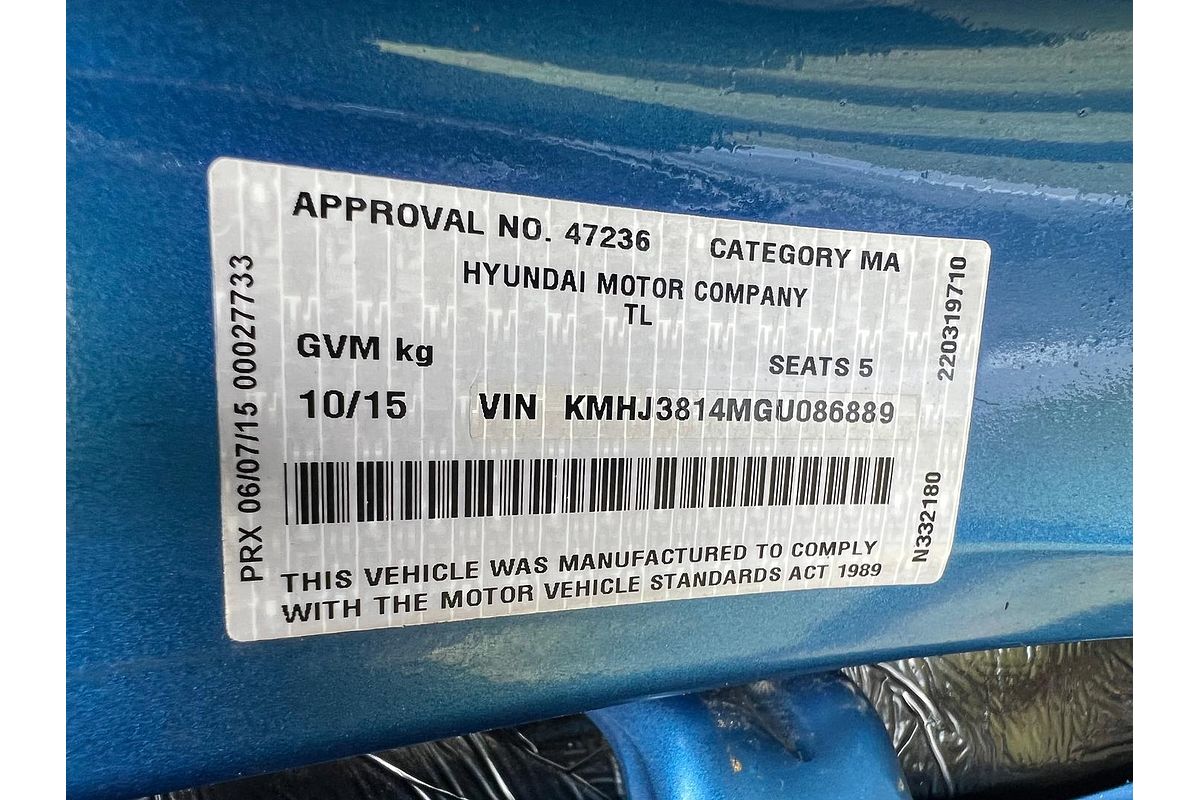 APPROVAL NO. 47236 CATEGORY MA
HYUNDAI MOTOR COMPANY
TL
GVM kg SEATS 5
10/15 VIN KMHJ3814MGU086889
THIS VEHICLE WAS MANUFACTURED TO COMPLY
WITH THE MOTOR VEHICLE STANDARDS ACT 1989
PRX 06/07/15 00027733
N332180 220319710